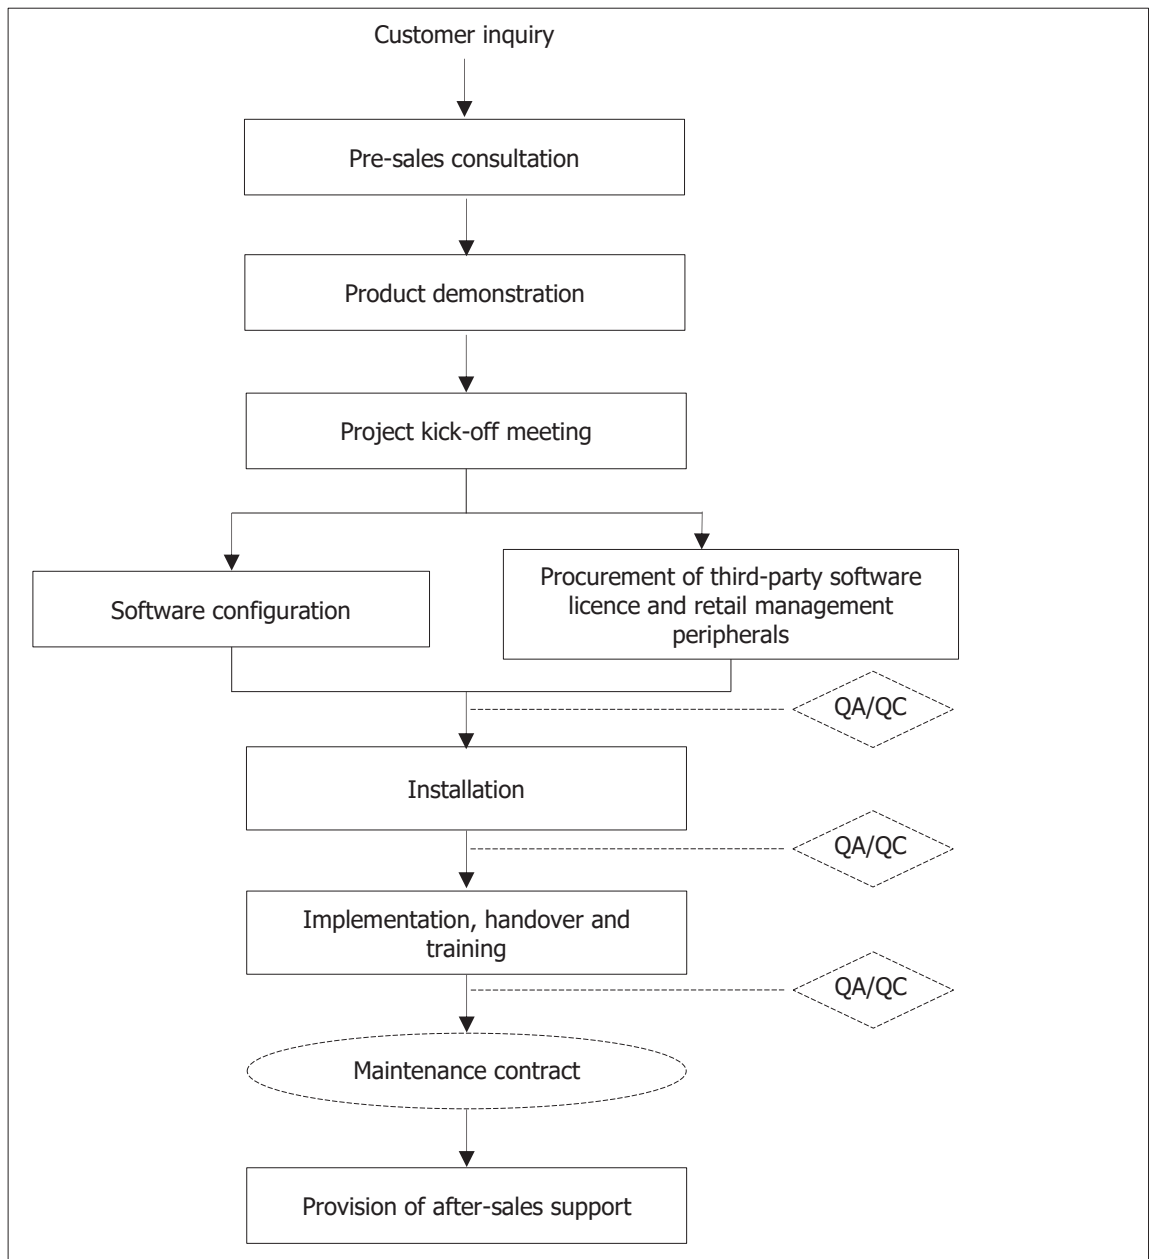 Customer inquiry
Pre-sales consultation
Product demonstration
Project kick-off meeting
Software configuration
Procurement of third-party software
licence and retail management
peripherals
QA/QC
Installation
QA/QC
Implementation, handover and
training
QA/QC
Maintenance contract
Provision of after-sales support